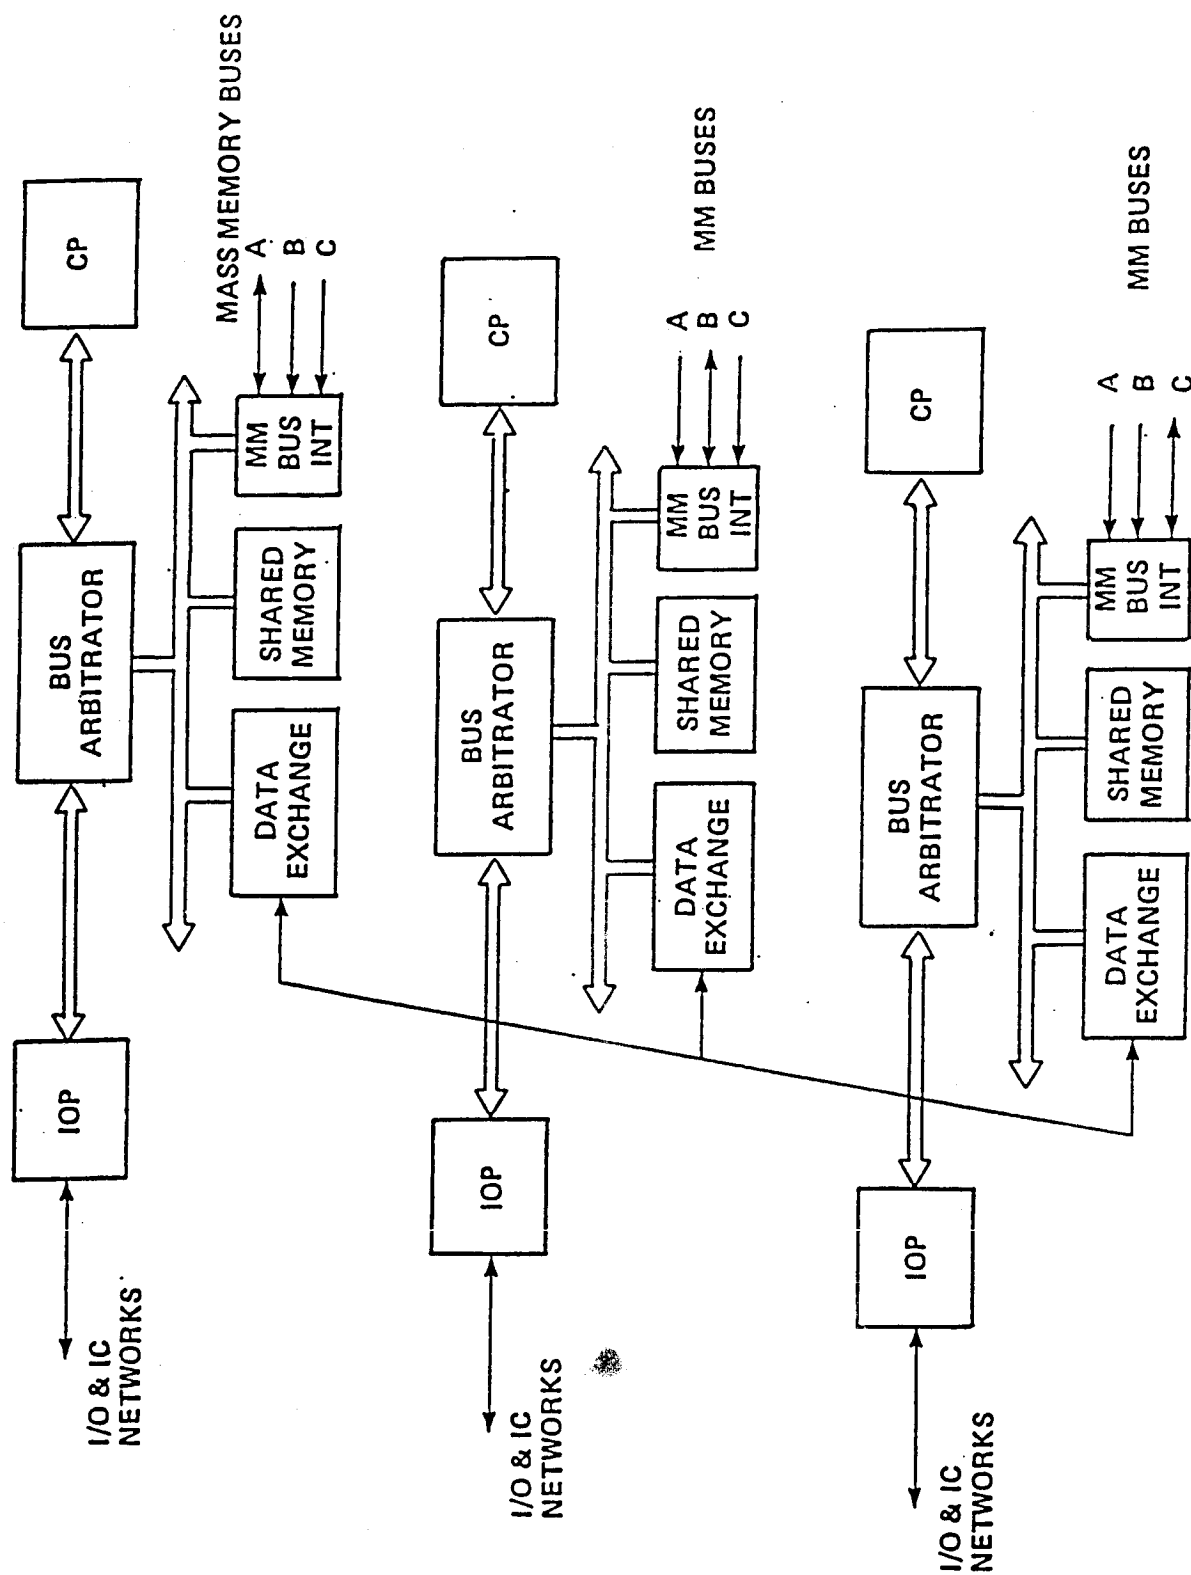 MASS MEMORY BUSES
CP
A
B
C
BUS
ARBITRATOR
MM
BUS
INT
SHARED
MEMORY
DATA
EXCHANGE
IOP
I/O & IC
NETWORKS
MM BUSES
CP
A
B
C
BUS
ARBITRATOR
MM
BUS
INT
SHARED
MEMORY
DATA
EXCHANGE
IOP
I/O & IC
NETWORKS
MM BUSES
CP
A
B
C
BUS
ARBITRATOR
MM
BUS
INT
SHARED
MEMORY
DATA
EXCHANGE
IOP
I/O & IC
NETWORKS